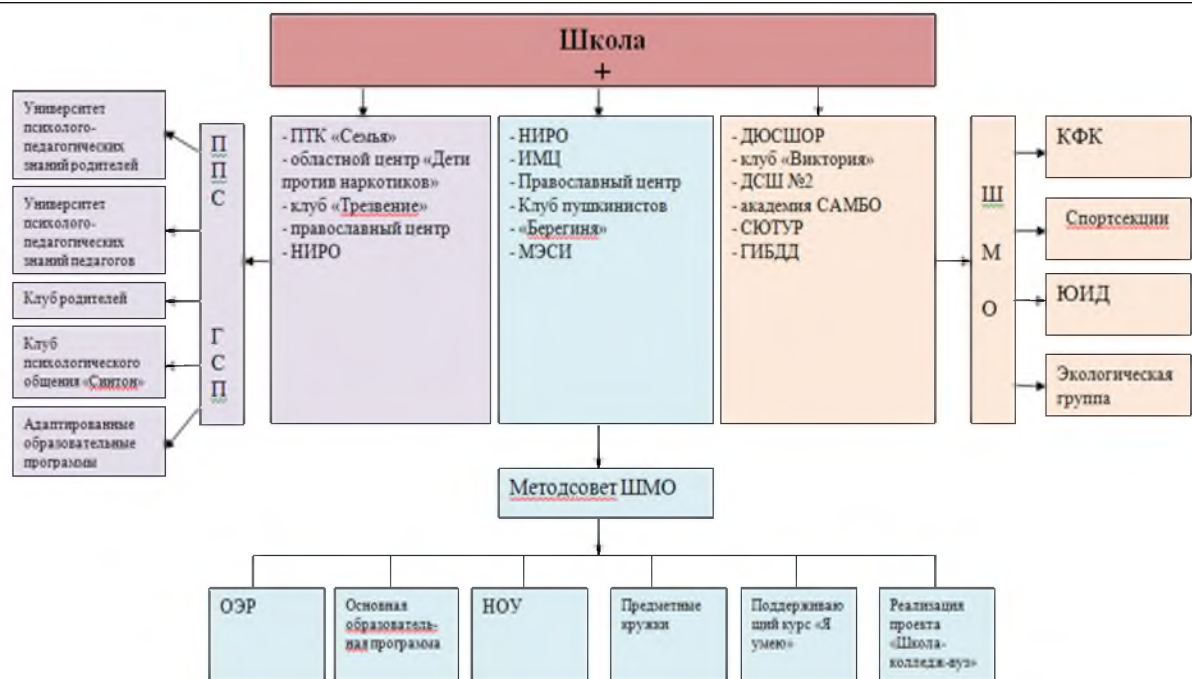 Школа
+
Университет
психолого-
педагогических
знаний родителей
Университет
психолого-
педагогических
знаний педагогов
Клуб родителей
Клуб
психологического
общения «Синтон»
Адаптированные
образовательные
программы
П
П
С
Г
С
П
- ПТК «Семья»
- областной центр «Дети
против наркотиков»
- клуб «Трезвение»
- православный центр
- НИРО
- НИРО
- ИМЦ
- Православный центр
- Клуб пушкинистов
- «Берегиня»
- МЭСИ
- ДЮСШОР
- клуб «Виктория»
- ДСШ №2
- академия САМБО
- СЮТУР
- ГИБДД
Ш
М
О
КФК
Спортсекции
ЮИД
Экологическая
группа
Методсовет ШМО
ОЭР
Основная
образователь-
ная программа
НОУ
Предметные
кружки
Поддерживаю
щий курс «Я
умею»
Реализация
проекта
«Школа-
колледж-вуз»